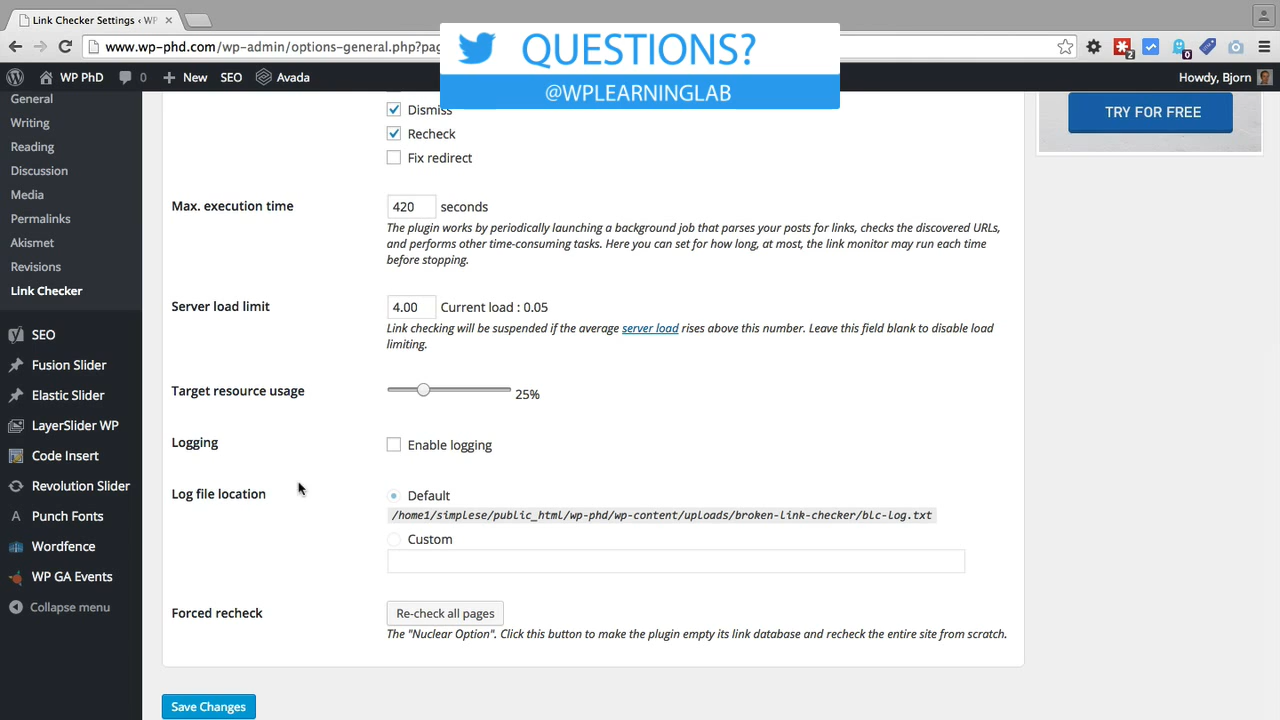 Link Checker Settings ‹ WP
QUESTIONS?
@WPLEARNINGLAB
www.wp-phd.com/wp-admin/options-general.php?pag
2
0
WP PhD
0
New
SEO
Avada
Howdy, Bjorn
General
Writing
Reading
Discussion
Media
Permalinks
Akismet
Revisions
Link Checker
SEO
Fusion Slider
Elastic Slider
LayerSlider WP
Code Insert
Revolution Slider
Punch Fonts
Wordfence
WP GA Events
Collapse menu
Dismiss
Recheck
Fix redirect
Max. execution time
420 seconds
The plugin works by periodically launching a background job that parses your posts for links, checks the discovered URLs,
and performs other time-consuming tasks. Here you can set for how long, at most, the link monitor may run each time
before stopping.
Server load limit
4.00 Current load : 0.05
Link checking will be suspended if the average server load rises above this number. Leave this field blank to disable load
limiting.
Target resource usage
25%
Logging
Enable logging
Log file location
Default
/home1/simplese/public_html/wp-phd/wp-content/uploads/broken-link-checker/blc-log.txt
Custom
Forced recheck
Re-check all pages
The "Nuclear Option". Click this button to make the plugin empty its link database and recheck the entire site from scratch.
Save Changes
TRY FOR FREE